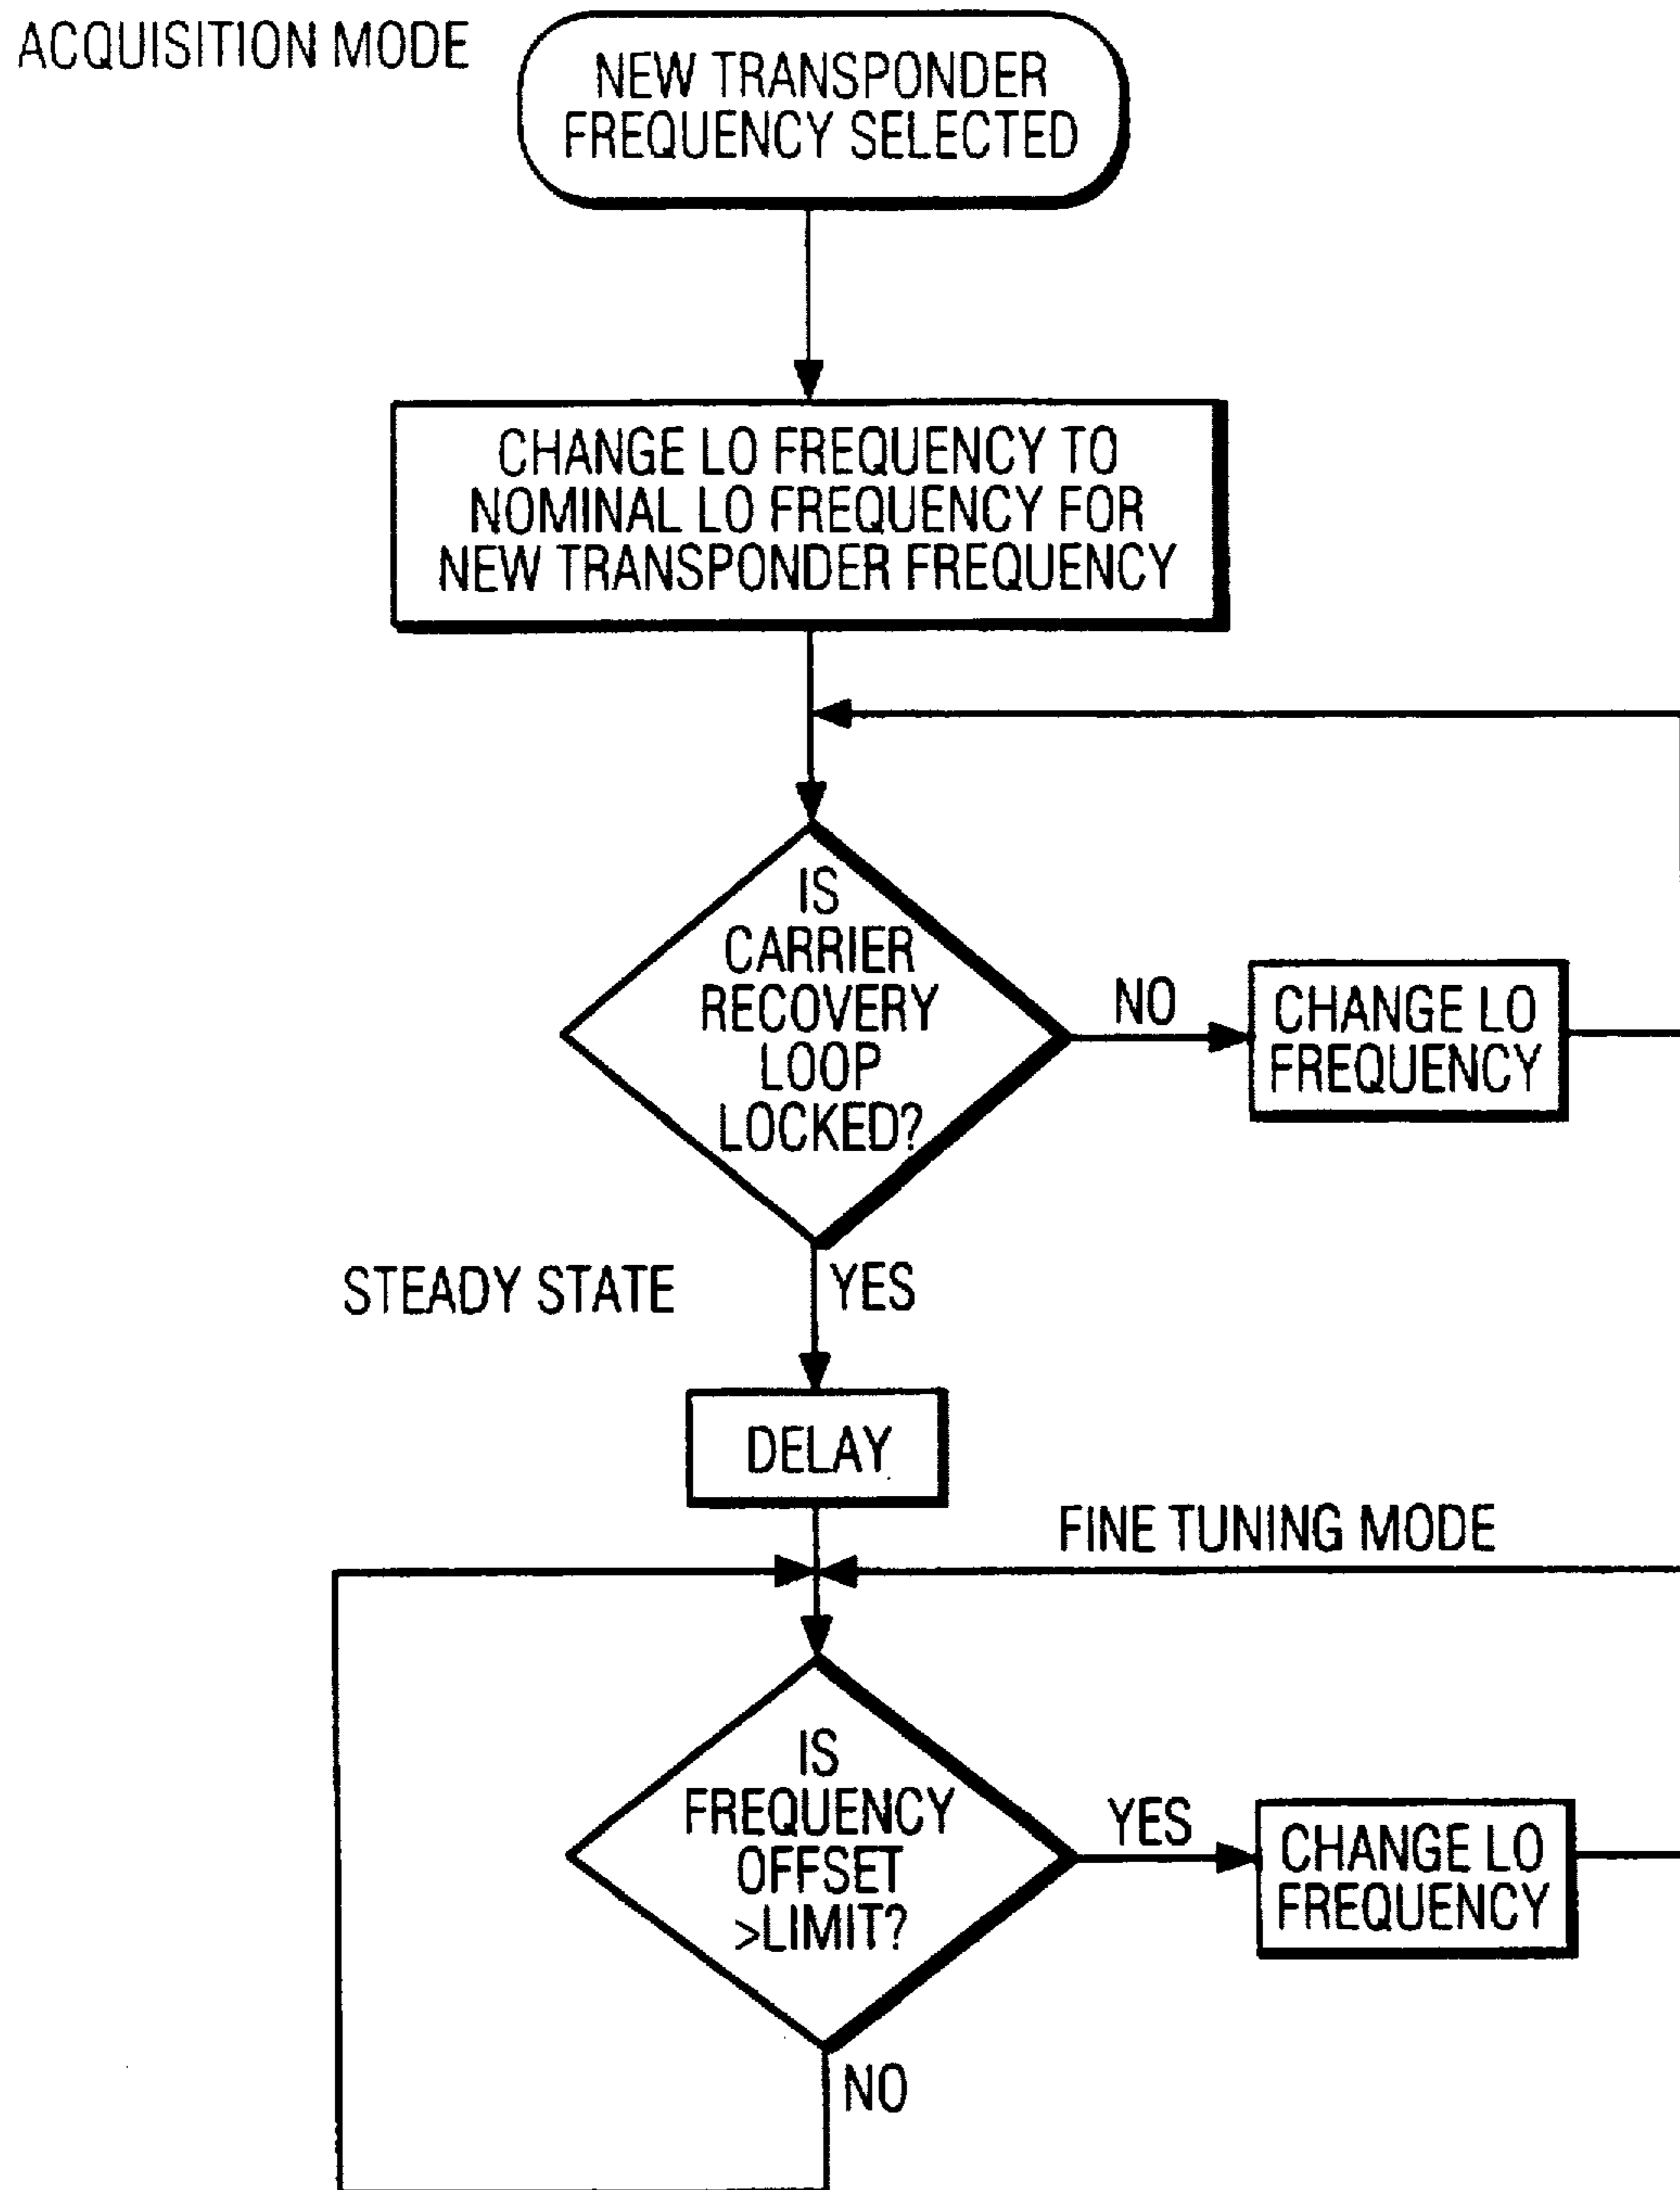 ACQUISITION MODE
NEW TRANSPONDER
FREQUENCY SELECTED
CHANGE LO FREQUENCY TO
NOMINAL LO FREQUENCY FOR
NEW TRANSPONDER FREQUENCY
IS
CARRIER
RECOVERY
LOOP
LOCKED?
NO
CHANGE LO
FREQUENCY
STEADY STATE
YES
DELAY
FINE TUNING MODE
IS
FREQUENCY
OFFSET
>LIMIT?
YES
CHANGE LO
FREQUENCY
NO